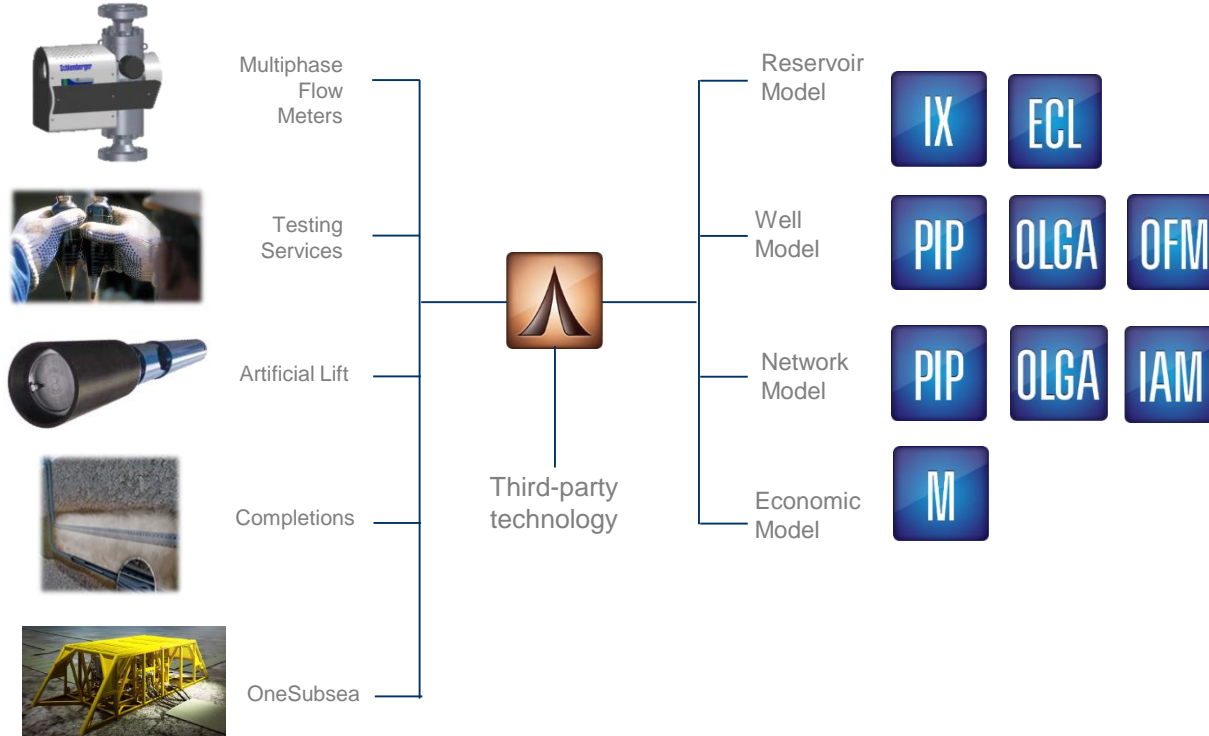 Schlumberger
Multiphase
Flow
Meters
Testing
Services
Artificial Lift
Completions
OneSubsea
Third-party
technology
Reservoir
Model
IX
ECL
Well
Model
PIP
OLGA
OFM
Network
Model
PIP
OLGA
IAM
Economic
Model
M